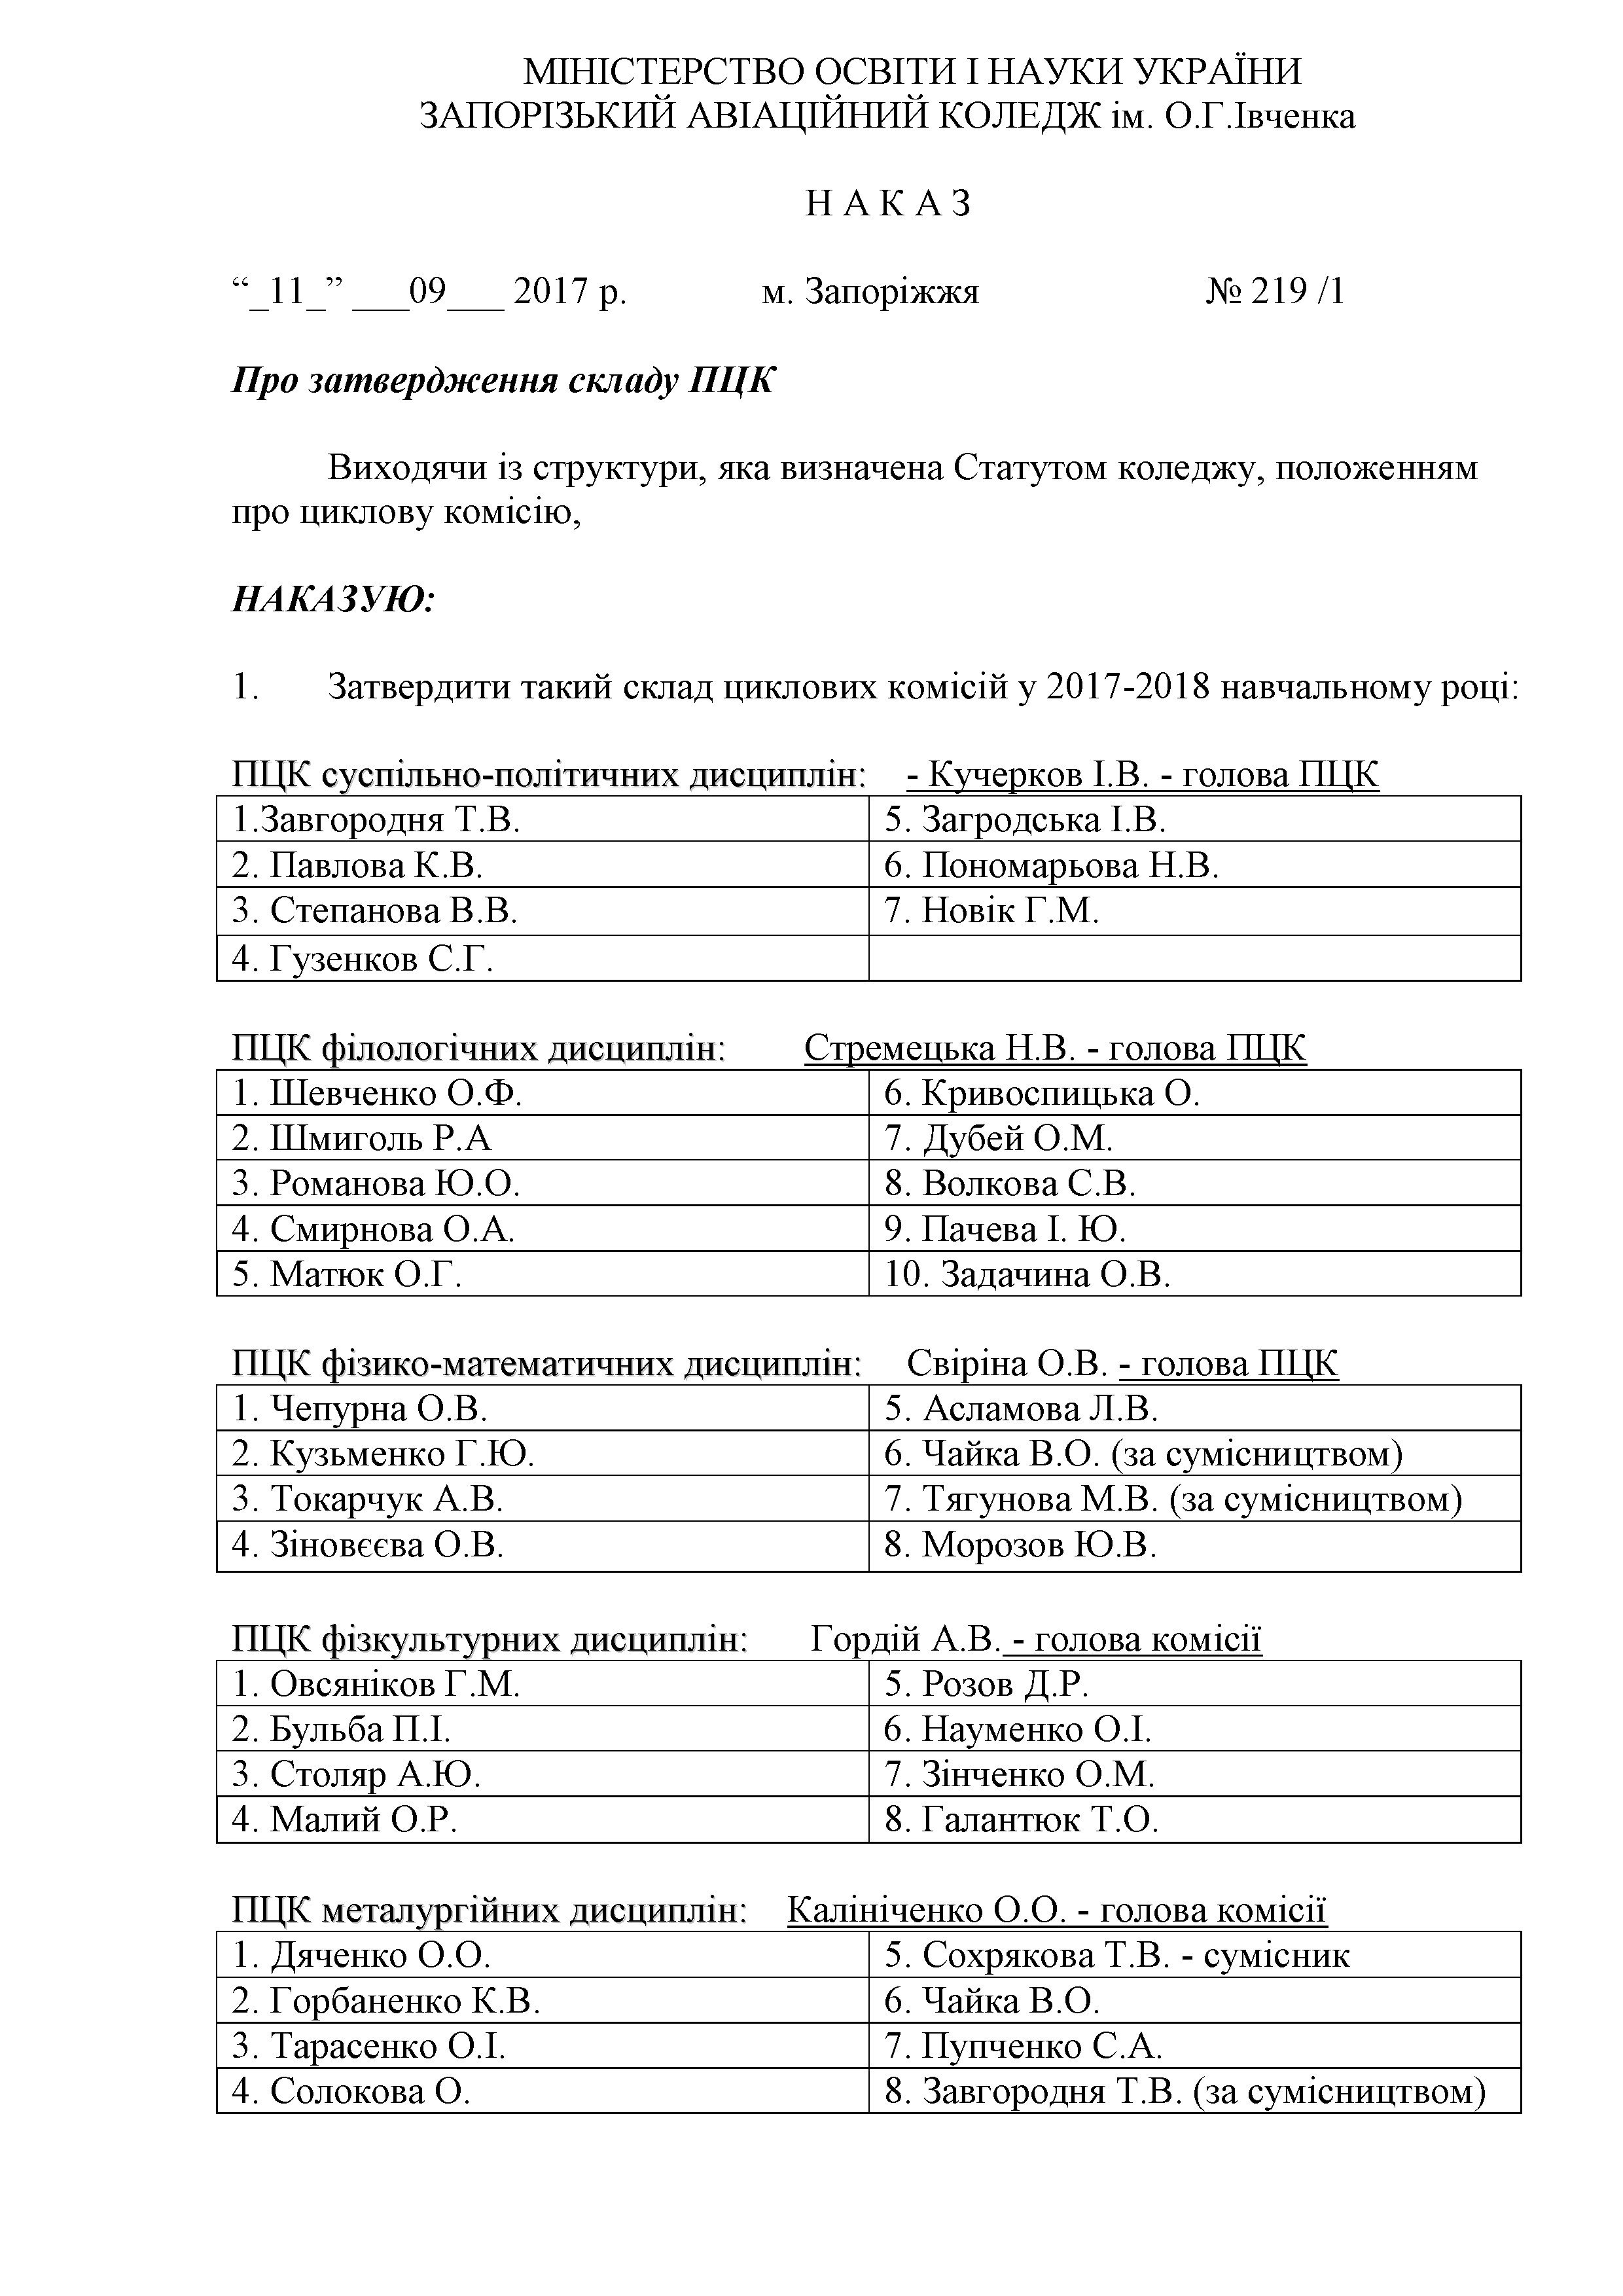 МІНІСТЕРСТВО ОСВІТИ І НАУКИ УКРАЇНИ
ЗАПОРІЗЬКИЙ АВІАЦІЙНИЙ КОЛЕДЖ ім. О.Г.Івченка
Н А К А З
“_11_” ___09___ 2017 р. м. Запоріжжя № 219 /1
Про затвердження складу ПЦК
Виходячи із структури, яка визначена Статутом коледжу, положенням
про циклову комісію,
НАКАЗУЮ:
1. Затвердити такий склад циклових комісій у 2017-2018 навчальному році:
ПЦК суспільно-політичних дисциплін: - Кучерков І.В. - голова ПЦК
1.Завгородня Т.В. 5. Загродська І.В.
2. Павлова К.В. 6. Пономарьова Н.В.
3. Степанова В.В. 7. Новік Г.М.
4. Гузенков С.Г.
ПЦК філологічних дисциплін: Стремецька Н.В. - голова ПЦК
1. Шевченко О.Ф. 6. Кривоспицька О.
2. Шмиголь Р.А 7. Дубей О.М.
3. Романова Ю.О. 8. Волкова С.В.
4. Смирнова О.А. 9. Пачева І. Ю.
5. Матюк О.Г. 10. Задачина О.В.
ПЦК фізико-математичних дисциплін: Свіріна О.В. - голова ПЦК
1. Чепурна О.В. 5. Асламова Л.В.
2. Кузьменко Г.Ю. 6. Чайка В.О. (за сумісництвом)
3. Токарчук А.В. 7. Тягунова М.В. (за сумісництвом)
4. Зіновєєва О.В. 8. Морозов Ю.В.
ПЦК фізкультурних дисциплін: Гордій А.В. - голова комісії
1. Овсяніков Г.М. 5. Розов Д.Р.
2. Бульба П.І. 6. Науменко О.І.
3. Столяр А.Ю. 7. Зінченко О.М.
4. Малий О.Р. 8. Галантюк Т.О.
ПЦК металургійних дисциплін: Калініченко О.О. - голова комісії
1. Дяченко О.О. 5. Сохрякова Т.В. - сумісник
2. Горбаненко К.В. 6. Чайка В.О.
3. Тарасенко О.І. 7. Пупченко С.А.
4. Солокова О. 8. Завгородня Т.В. (за сумісництвом)